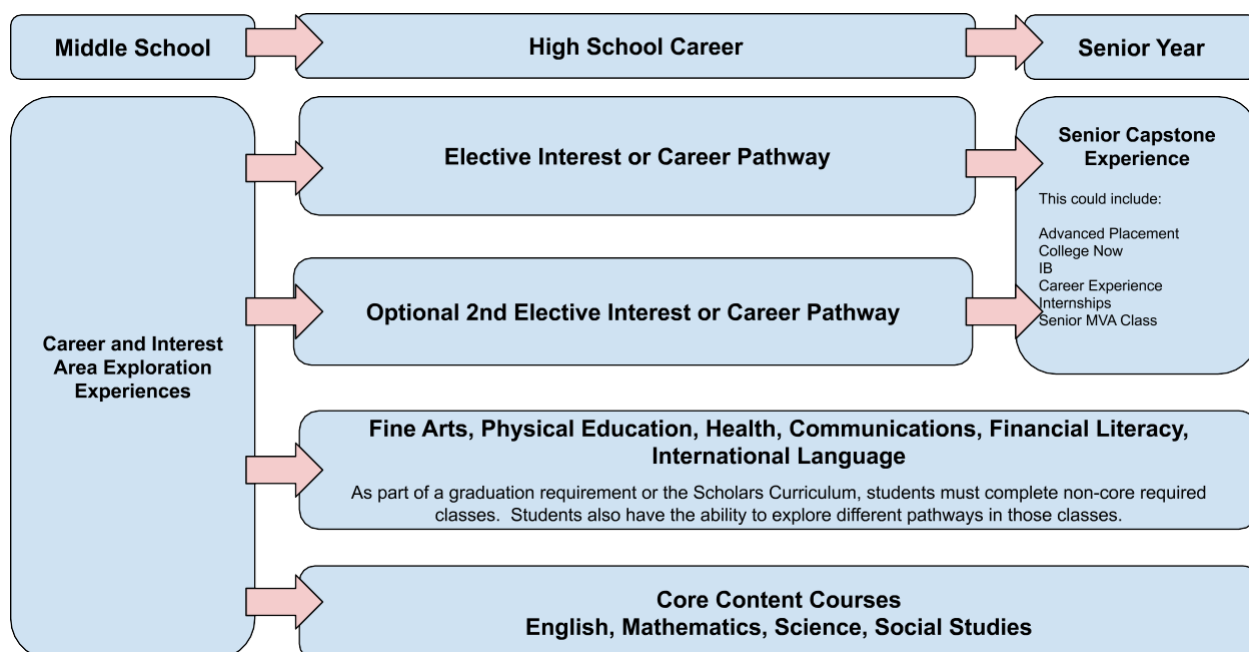 Middle School
High School Career
Senior Year
Career and Interest
Area Exploration
Experiences
Elective Interest or Career Pathway
Optional 2nd Elective Interest or Career Pathway
Senior Capstone
Experience
This could include:
Advanced Placement
College Now
IB
Career Experience
Internships
Senior MVA Class
Fine Arts, Physical Education, Health, Communications, Financial Literacy,
International Language
As part of a graduation requirement or the Scholars Curriculum, students must complete non-core required
classes.  Students also have the ability to explore different pathways in those classes.
Core Content Courses
English, Mathematics, Science, Social Studies